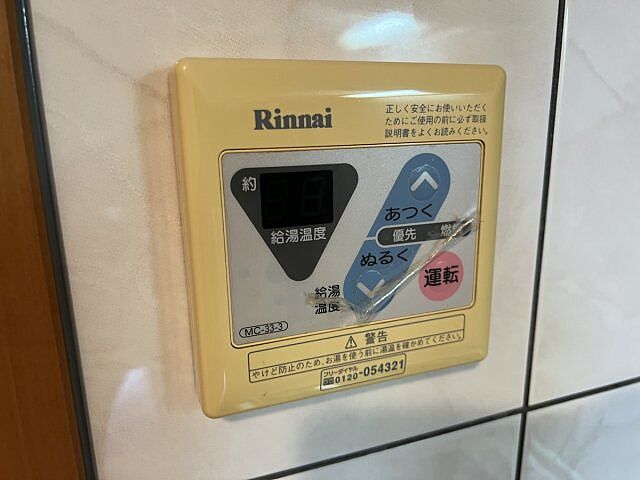 Rinnai
正しく安全にお使いいただく
ためにご使用の前に必ず取扱
説明書をよくお読みください。
約
給湯温度
あつく
優先 燃
ぬるく
運転
給湯
温度
MC-33-3
警告
やけど防止のため、お湯を使う前に湯温を確かめてください。
フリーダイヤル
0120-054321